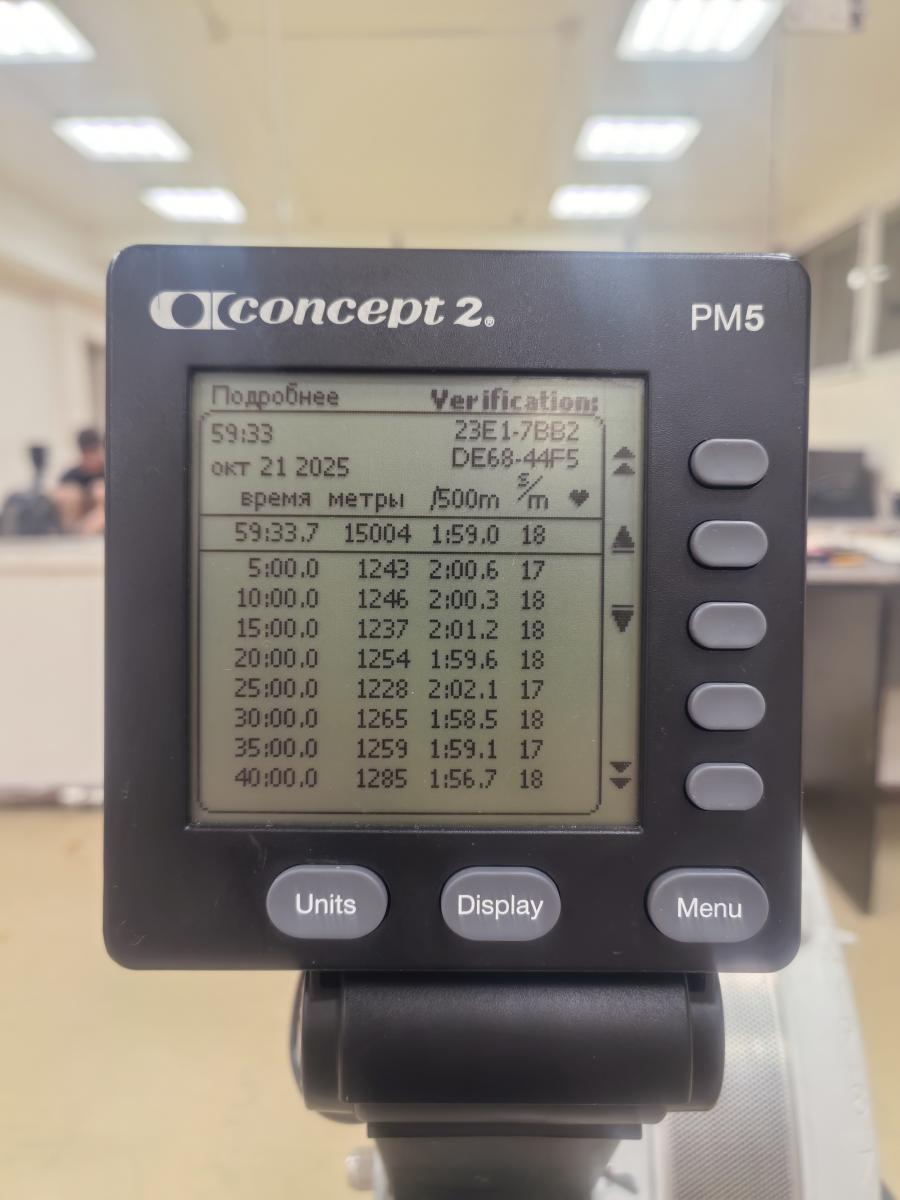 concept 2® PM5
Подробнее Verification:
59:33 23E1-7BB2
окт 21 2025 DE68-44F5
время метры /500m s/m ♥
59:33.7 15004 1:59.0 18
5:00.0 1243 2:00.6 17
10:00.0 1246 2:00.3 18
15:00.0 1237 2:01.2 18
20:00.0 1254 1:59.6 18
25:00.0 1228 2:02.1 17
30:00.0 1265 1:58.5 18
35:00.0 1259 1:59.1 17
40:00.0 1285 1:56.7 18
Units Display Menu